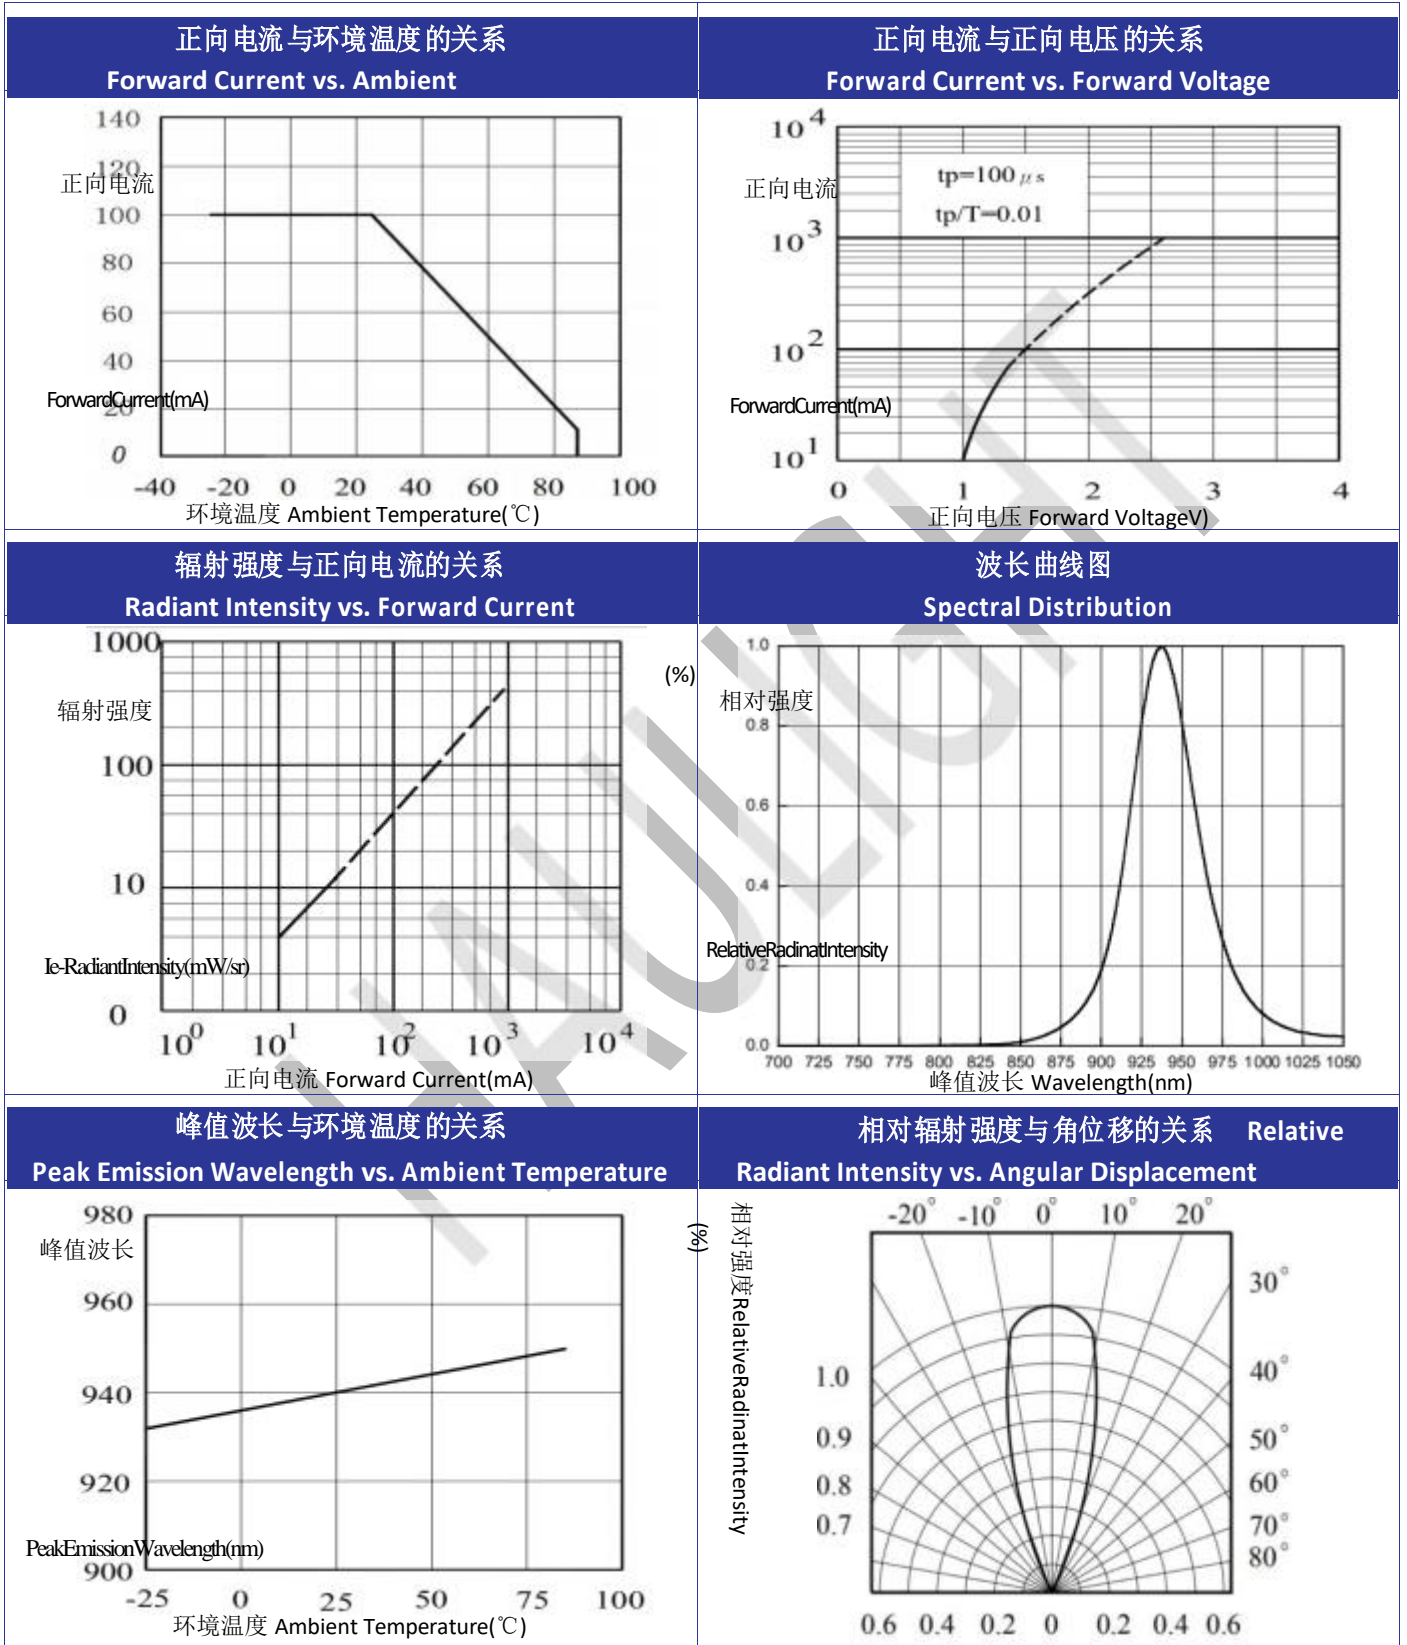 正向电流与环境温度的关系
Forward Current vs. Ambient
140
120
正向电流
100
80
60
40
ForwardCurrent(mA)
20
0
-40 -20 0 20 40 60 80 100
环境温度 Ambient Temperature(℃)
正向电流与正向电压的关系
Forward Current vs. Forward Voltage
10⁴
tp=100μs
正向电流
tp/T=0.01
10³
10²
ForwardCurrent(mA)
10¹
0 1 2 3 4
正向电压 Forward VoltageV)
辐射强度与正向电流的关系
Radiant Intensity vs. Forward Current
1000
辐射强度
100
10
Ie-RadiantIntensity(mW/sr)
0
10⁰ 10¹ 10² 10³ 10⁴
正向电流 Forward Current(mA)
波长曲线图
Spectral Distribution
(%)
1.0
相对强度
0.8
0.6
0.4
RelativeRadinatIntensity
0.2
0.0
700 725 750 775 800 825 850 875 900 925 950 975 1000 1025 1050
峰值波长 Wavelength(nm)
峰值波长与环境温度的关系
Peak Emission Wavelength vs. Ambient Temperature
980
峰值波长
960
940
920
PeakEmissionWavelength(nm)
900
-25 0 25 50 75 100
环境温度 Ambient Temperature(℃)
相对辐射强度与角位移的关系 Relative
Radiant Intensity vs. Angular Displacement
(%)
相对强度RelativeRadinatIntensity
-20° -10° 0° 10° 20°
30°
1.0 40°
0.9 50°
0.8 60°
0.7 70°
80°
0.6 0.4 0.2 0 0.2 0.4 0.6
HAULIGHT